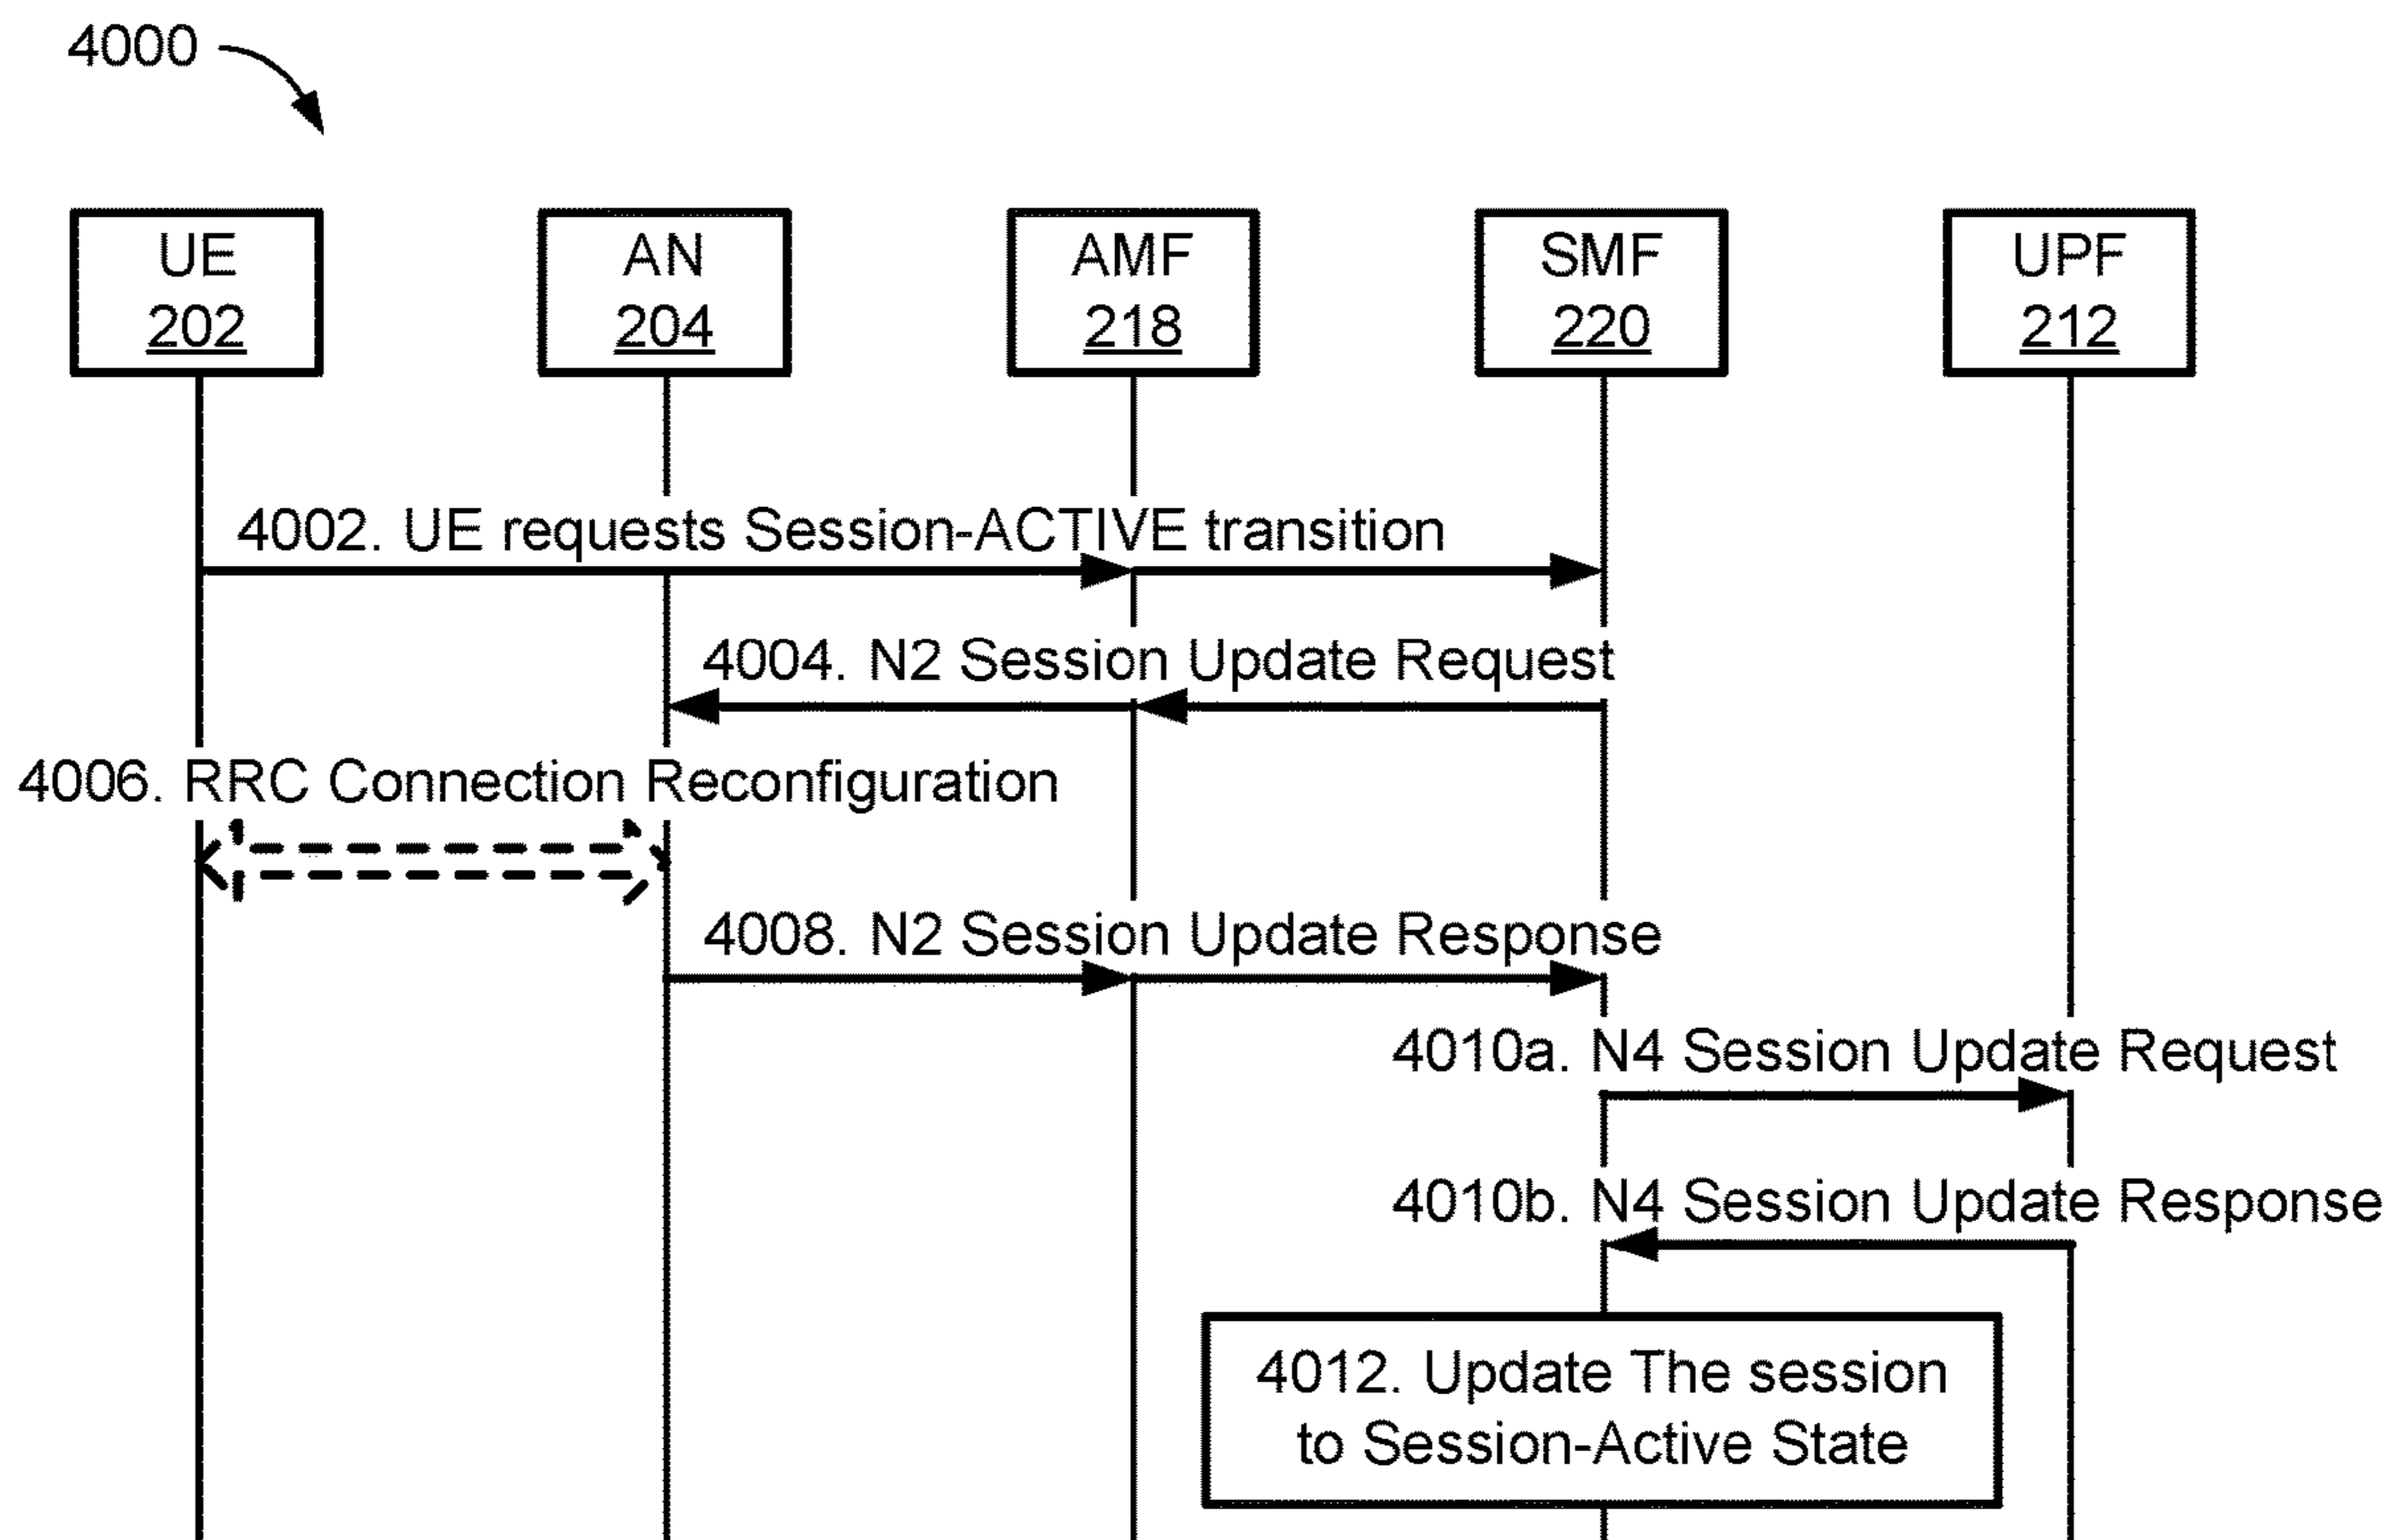 4000
UE
202
AN
204
AMF
218
SMF
220
UPF
212
4002. UE requests Session-ACTIVE transition
4004. N2 Session Update Request
4006. RRC Connection Reconfiguration
4008. N2 Session Update Response
4010a. N4 Session Update Request
4010b. N4 Session Update Response
4012. Update The session
to Session-Active State